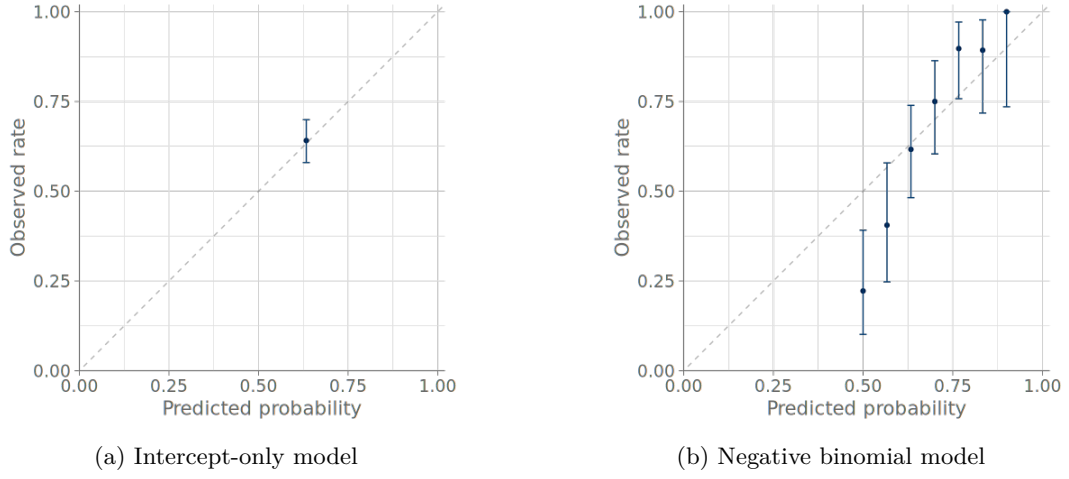 1.00
0.75
0.50
0.25
0.00
Observed rate
0.00 0.25 0.50 0.75 1.00
Predicted probability
(a) Intercept-only model
1.00
0.75
0.50
0.25
0.00
Observed rate
0.00 0.25 0.50 0.75 1.00
Predicted probability
(b) Negative binomial model